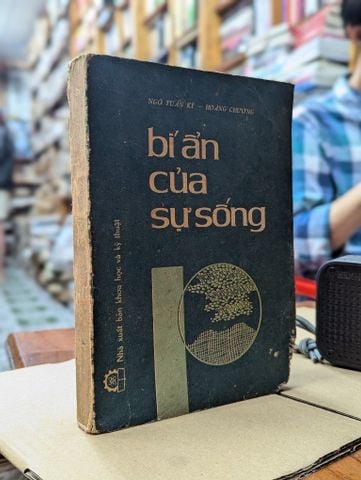 NGÔ TUẤN KỲ – HOÀNG CHƯƠNG
bí ẩn
của
sự sống
Nhà xuất bản khoa học và kỹ thuật